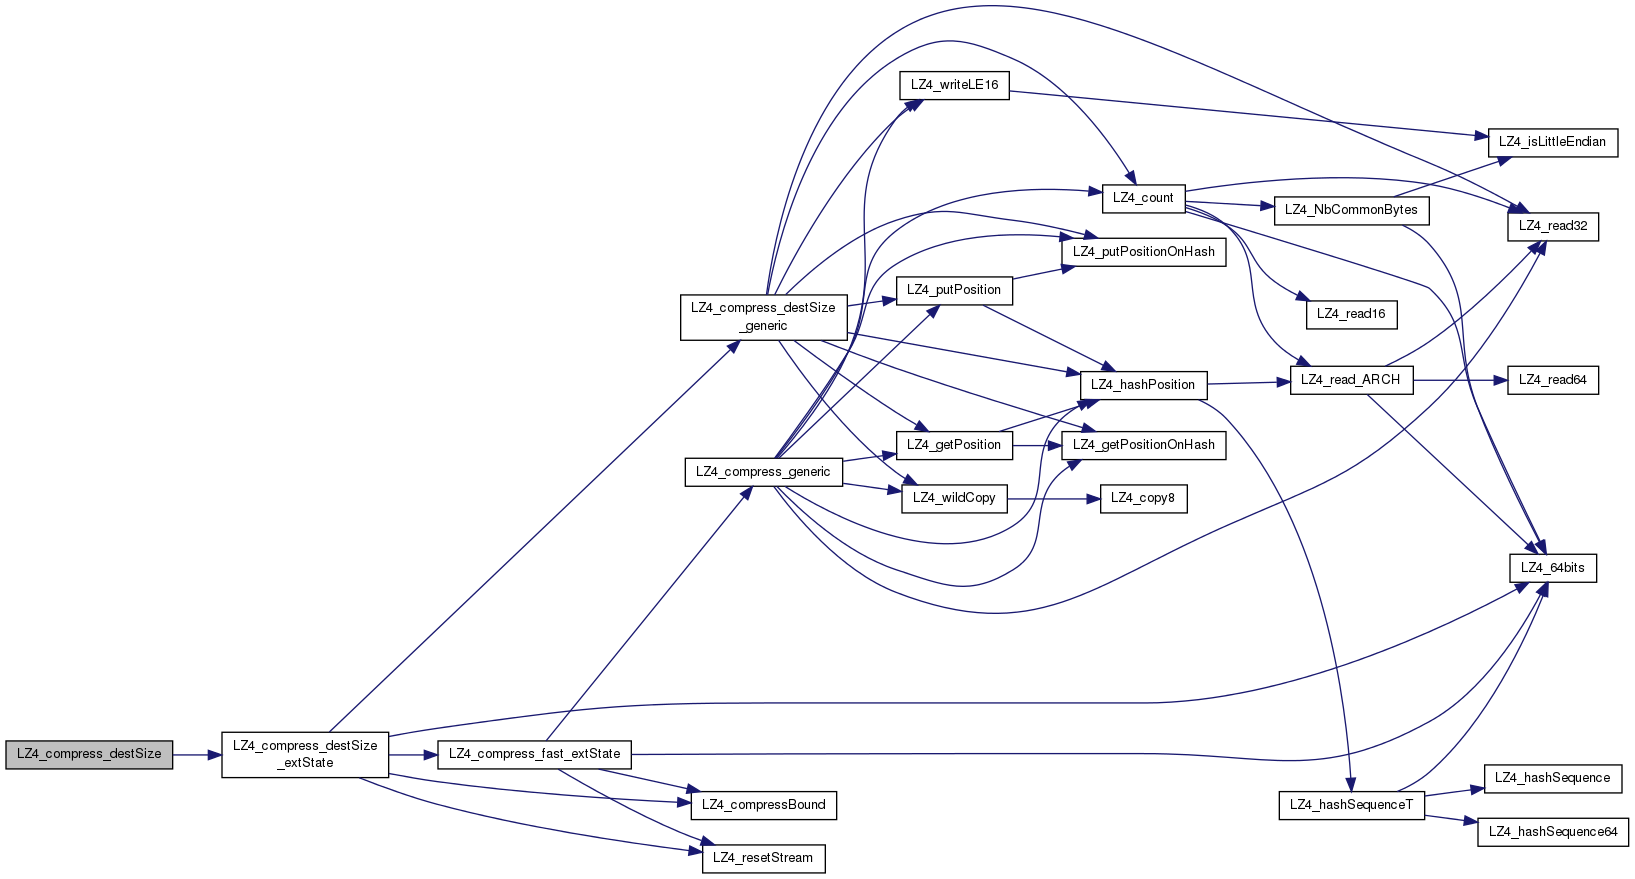 LZ4_compress_destSize
LZ4_compress_destSize
_extState
LZ4_compress_destSize
_generic
LZ4_compress_generic
LZ4_compress_fast_extState
LZ4_compressBound
LZ4_resetStream
LZ4_writeLE16
LZ4_putPosition
LZ4_getPosition
LZ4_wildCopy
LZ4_count
LZ4_putPositionOnHash
LZ4_hashPosition
LZ4_getPositionOnHash
LZ4_copy8
LZ4_NbCommonBytes
LZ4_read16
LZ4_read_ARCH
LZ4_hashSequenceT
LZ4_isLittleEndian
LZ4_read32
LZ4_read64
LZ4_64bits
LZ4_hashSequence
LZ4_hashSequence64